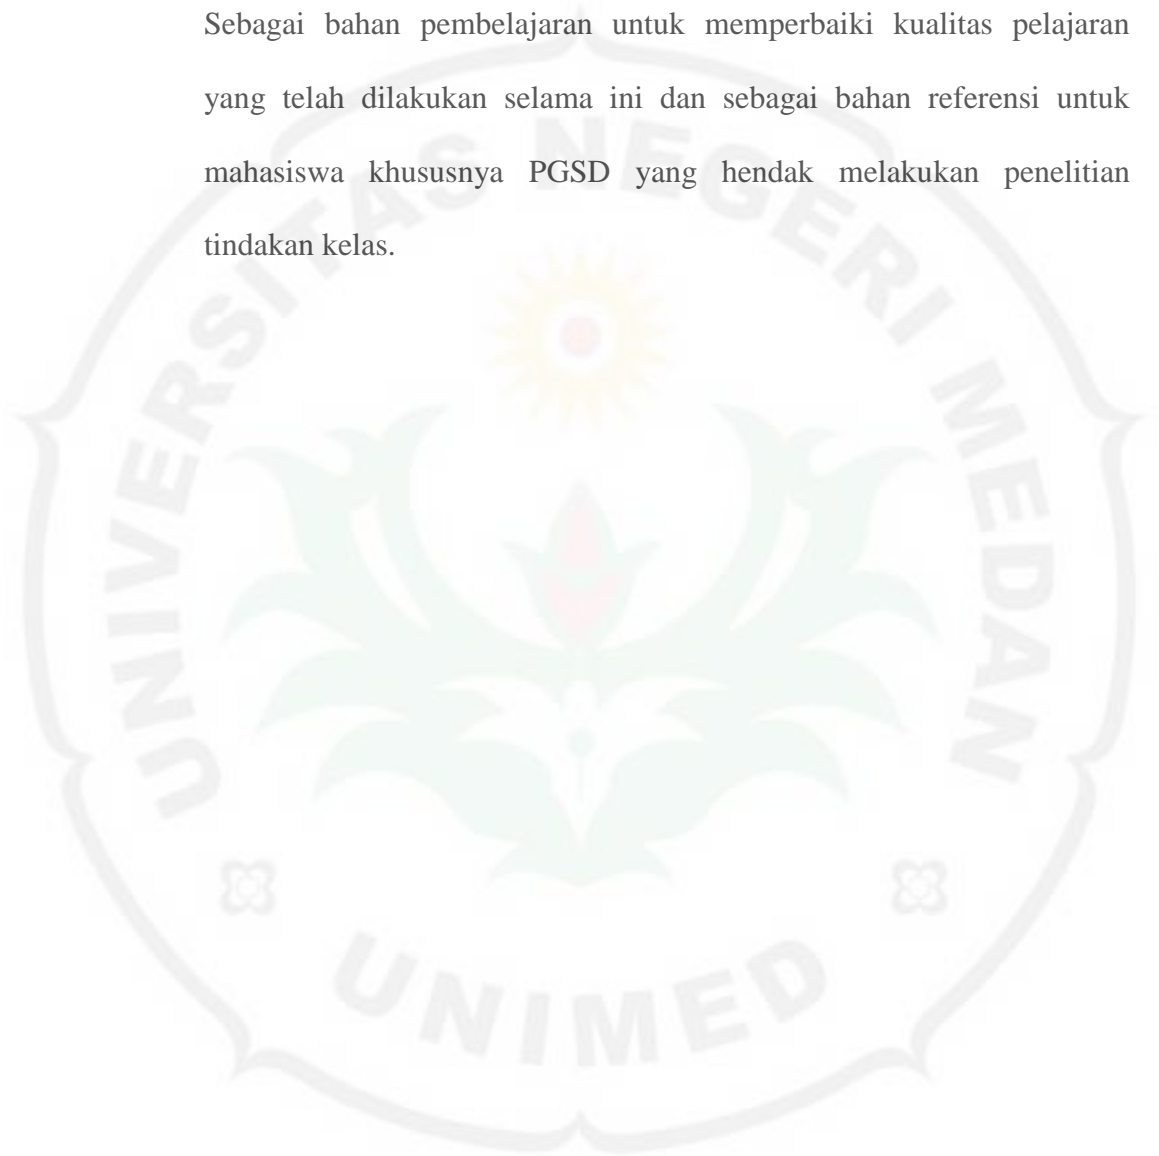 Sebagai bahan pembelajaran untuk memperbaiki kualitas pelajaran
yang telah dilakukan selama ini dan sebagai bahan referensi untuk
mahasiswa khususnya PGSD yang hendak melakukan penelitian
tindakan kelas.
UNIVERSITAS NEGERI MEDAN
UNIMED